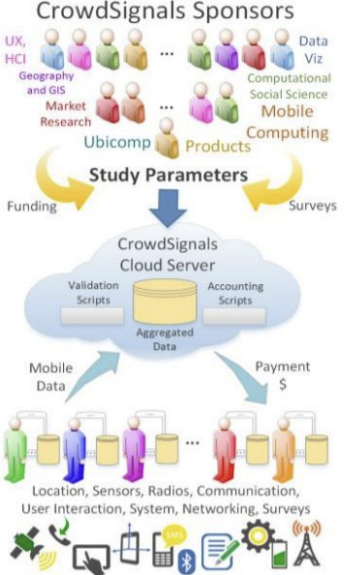 CrowdSignals Sponsors
UX,
HCI
...
Data
Viz
Geography
and GIS
Computational
Social Science
Market
Research
...
Mobile
Computing
Ubicomp
Products
Study Parameters
Funding
Surveys
CrowdSignals
Cloud Server
Validation
Scripts
Accounting
Scripts
Aggregated
Data
Mobile
Data
Payment
$
...
Location, Sensors, Radios, Communication,
User Interaction, System, Networking, Surveys
SMS